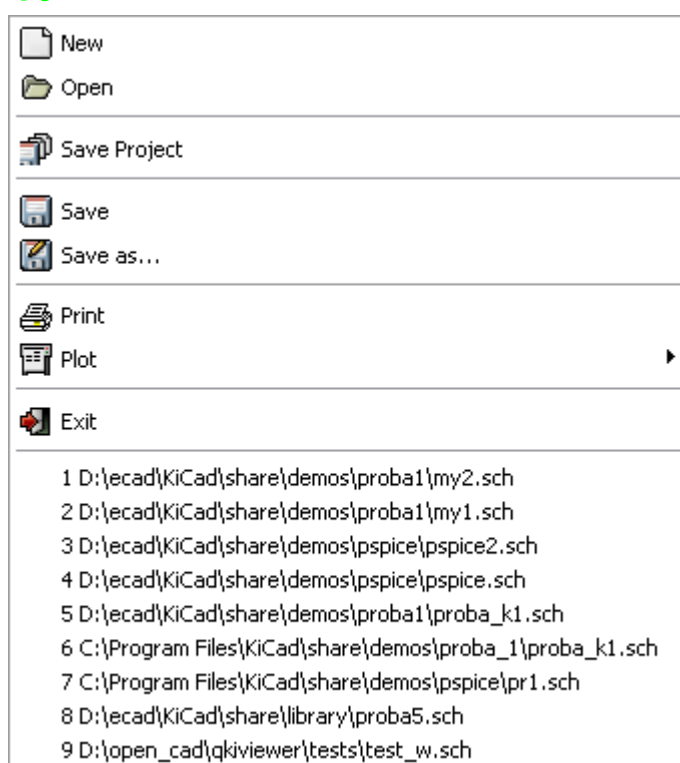 New
Open
Save Project
Save
Save as...
Print
Plot
Exit
1 D:\ecad\KiCad\share\demos\proba1\my2.sch
2 D:\ecad\KiCad\share\demos\proba1\my1.sch
3 D:\ecad\KiCad\share\demos\pspice\pspice2.sch
4 D:\ecad\KiCad\share\demos\pspice\pspice.sch
5 D:\ecad\KiCad\share\demos\proba1\proba_k1.sch
6 C:\Program Files\KiCad\share\demos\proba_1\proba_k1.sch
7 C:\Program Files\KiCad\share\demos\pspice\pr1.sch
8 D:\ecad\KiCad\share\library\proba5.sch
9 D:\open_cad\qkiviewer\tests\test_w.sch